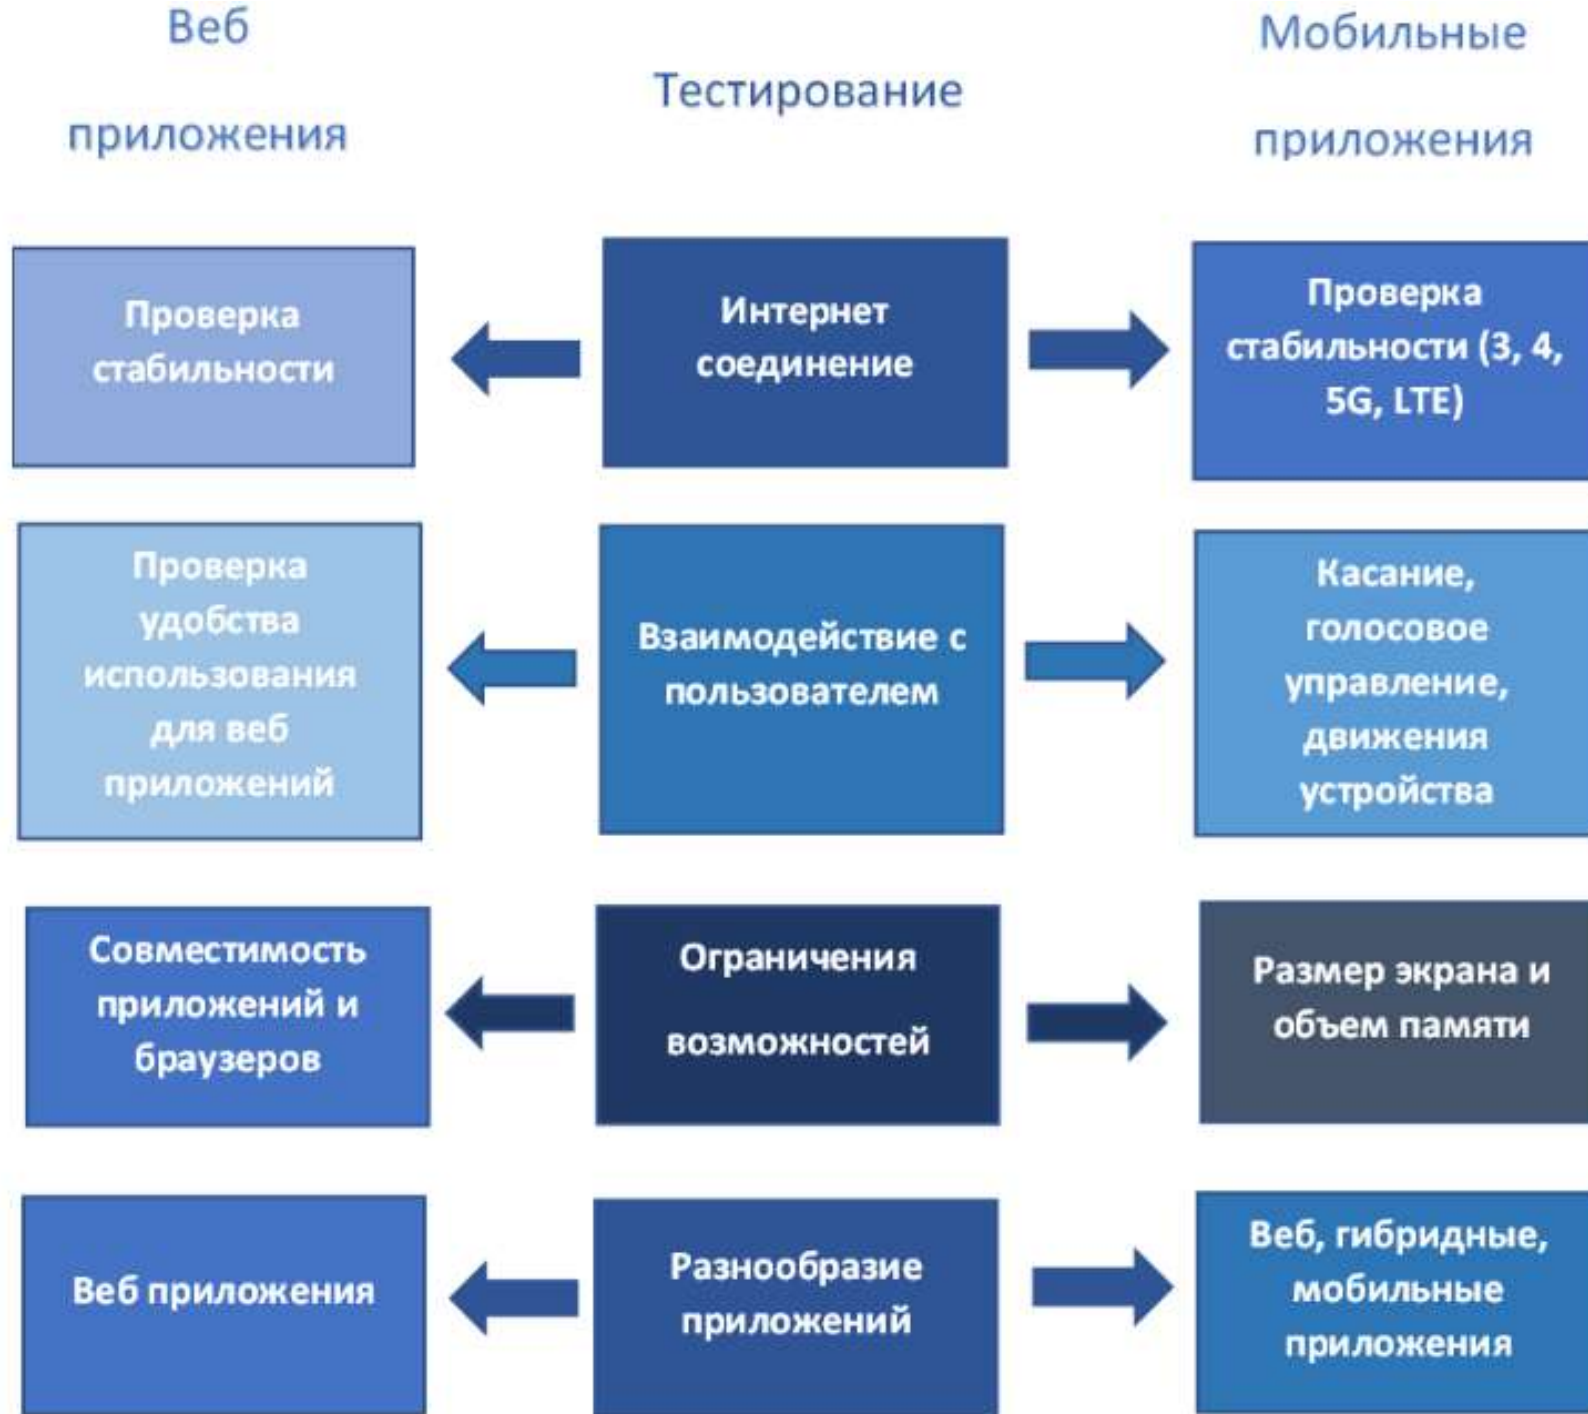 Веб
приложения
Тестирование
Мобильные
приложения
Проверка
стабильности
Интернет
соединение
Проверка
стабильности (3, 4,
5G, LTE)
Проверка
удобства
использования
для веб
приложений
Взаимодействие с
пользователем
Касание,
голосовое
управление,
движения
устройства
Совместимость
приложений и
браузеров
Ограничения
возможностей
Размер экрана и
объем памяти
Веб приложения
Разнообразие
приложений
Веб, гибридные,
мобильные
приложения